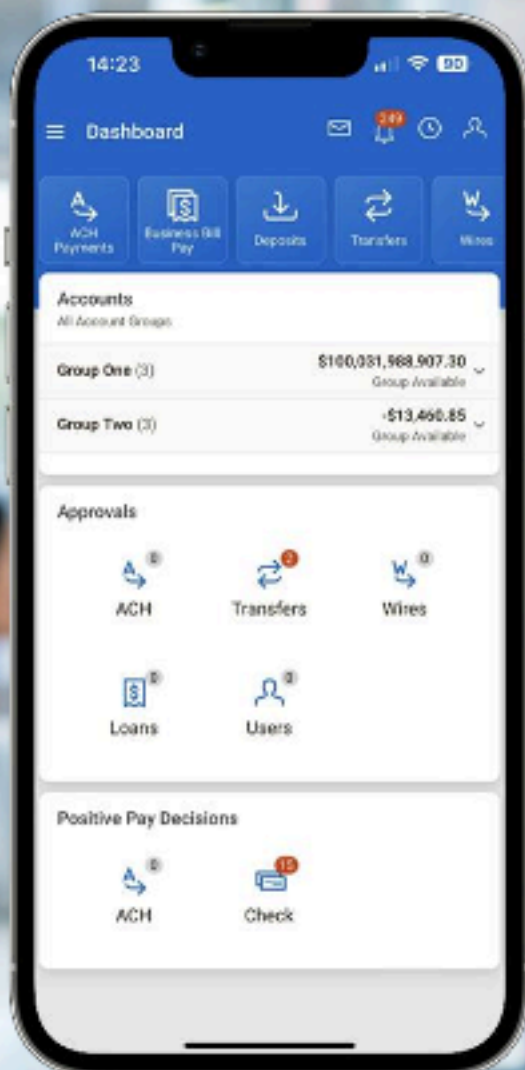 14:23
90
Dashboard
249
ACH
Payments
Business Bill
Pay
Deposits
Transfers
Wires
Accounts
All Account Groups
Group One (3)
$100,031,988,907.30
Group Available
Group Two (3)
-$13,460.85
Group Available
Approvals
0
2
0
ACH
Transfers
Wires
0
0
Loans
Users
Positive Pay Decisions
0
15
ACH
Check